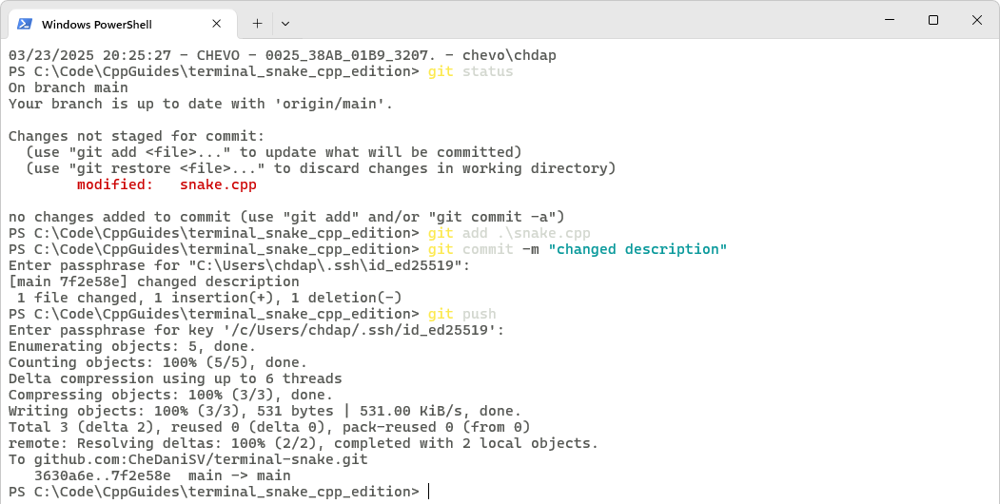 Windows PowerShell
03/23/2025 20:25:27 - CHEVO - 0025_38AB_01B9_3207. - chevo\chdap
PS C:\Code\CppGuides\terminal_snake_cpp_edition> git status
On branch main
Your branch is up to date with 'origin/main'.
Changes not staged for commit:
  (use "git add <file>..." to update what will be committed)
  (use "git restore <file>..." to discard changes in working directory)
        modified:   snake.cpp
no changes added to commit (use "git add" and/or "git commit -a")
PS C:\Code\CppGuides\terminal_snake_cpp_edition> git add .\snake.cpp
PS C:\Code\CppGuides\terminal_snake_cpp_edition> git commit -m "changed description"
Enter passphrase for "C:\Users\chdap\.ssh\id_ed25519":
[main 7f2e58e] changed description
 1 file changed, 1 insertion(+), 1 deletion(-)
PS C:\Code\CppGuides\terminal_snake_cpp_edition> git push
Enter passphrase for key '/c/Users/chdap/.ssh/id_ed25519':
Enumerating objects: 5, done.
Counting objects: 100% (5/5), done.
Delta compression using up to 6 threads
Compressing objects: 100% (3/3), done.
Writing objects: 100% (3/3), 531 bytes | 531.00 KiB/s, done.
Total 3 (delta 2), reused 0 (delta 0), pack-reused 0 (from 0)
remote: Resolving deltas: 100% (2/2), completed with 2 local objects.
To github.com:CheDaniSV/terminal-snake.git
   3630a6e..7f2e58e  main -> main
PS C:\Code\CppGuides\terminal_snake_cpp_edition>